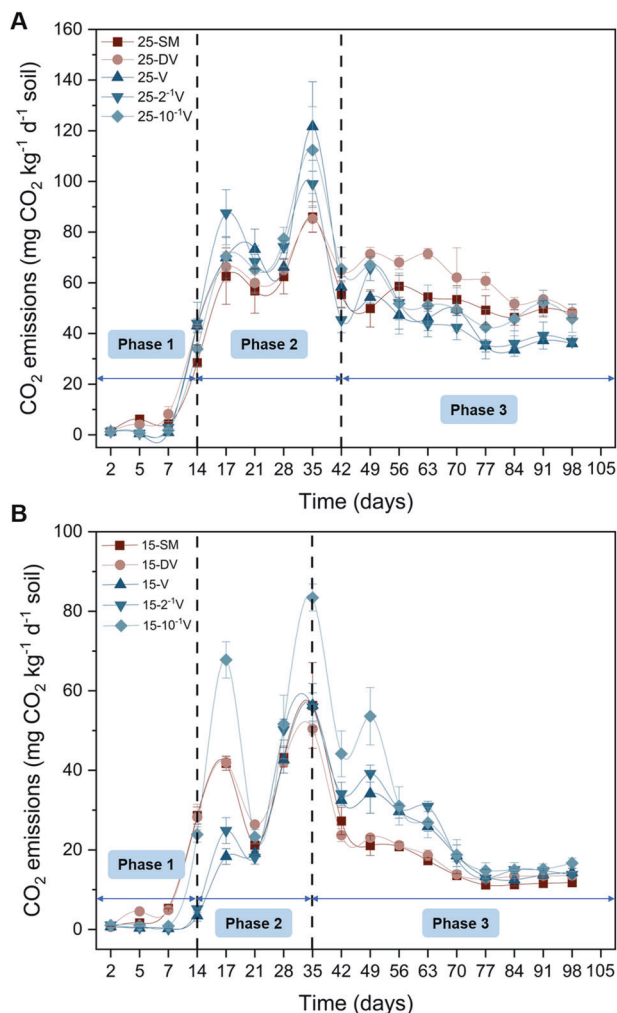 A
CO₂ emissions (mg CO₂ kg⁻¹ d⁻¹ soil)
160
140
120
100
80
60
40
20
0
25-SM
25-DV
25-V
25-2⁻¹V
25-10⁻¹V
Phase 1
Phase 2
Phase 3
2 5 7 14 17 21 28 35 42 49 56 63 70 77 84 91 98 105
Time (days)
B
CO₂ emissions (mg CO₂ kg⁻¹ d⁻¹ soil)
100
80
60
40
20
0
15-SM
15-DV
15-V
15-2⁻¹V
15-10⁻¹V
Phase 1
Phase 2
Phase 3
2 5 7 14 17 21 28 35 42 49 56 63 70 77 84 91 98 105
Time (days)